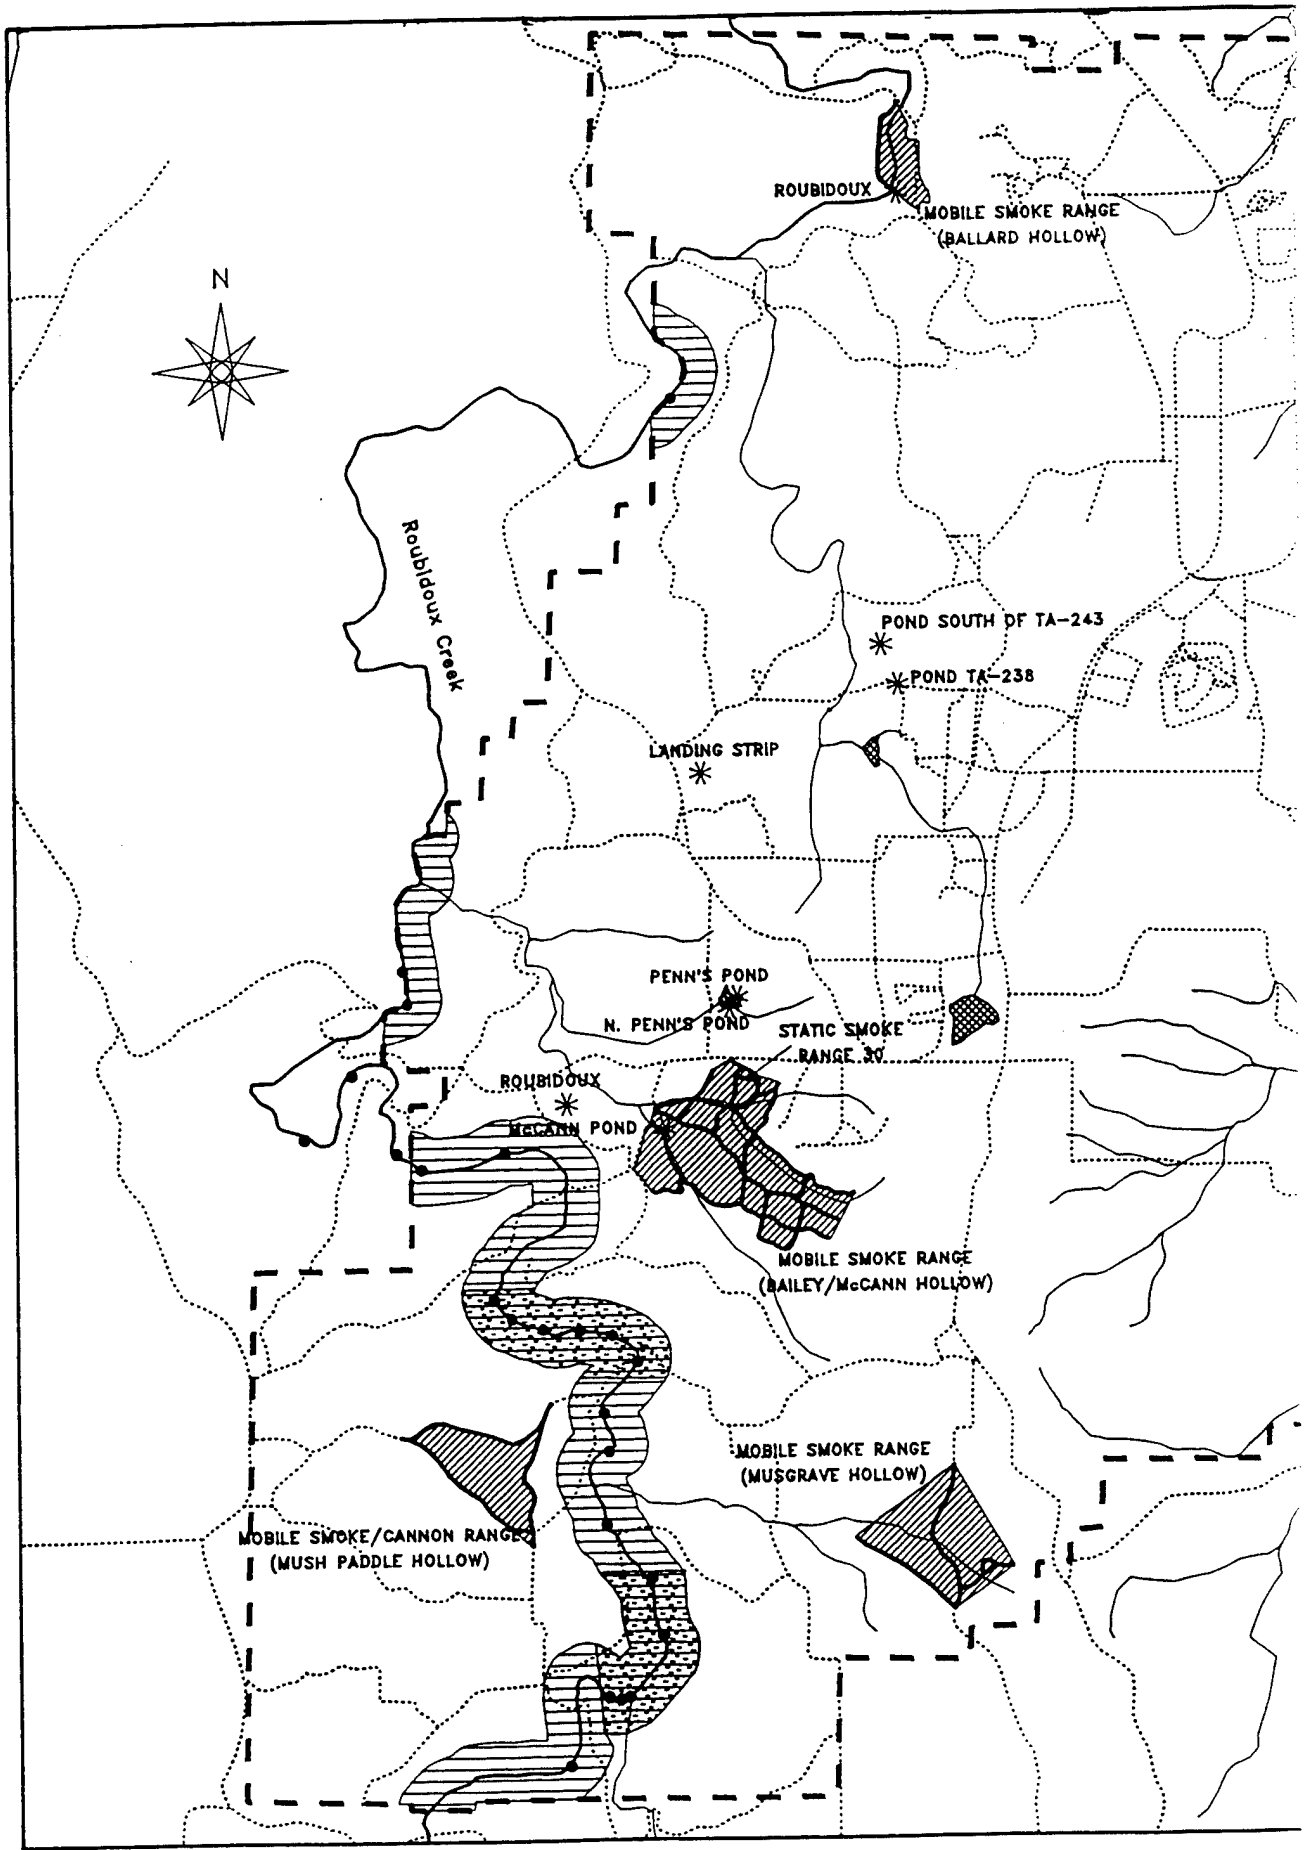 ROUBIDOUX
MOBILE SMOKE RANGE
(BALLARD HOLLOW)
N
Roubidoux Creek
POND SOUTH OF TA-243
POND TA-238
LANDING STRIP
PENN'S POND
N. PENN'S POND
STATIC SMOKE
RANGE 30
ROUBIDOUX
McCANN POND
MOBILE SMOKE RANGE
(BAILEY/McCANN HOLLOW)
MOBILE SMOKE RANGE
(MUSGRAVE HOLLOW)
MOBILE SMOKE/CANNON RANGE
(MUSH PADDLE HOLLOW)